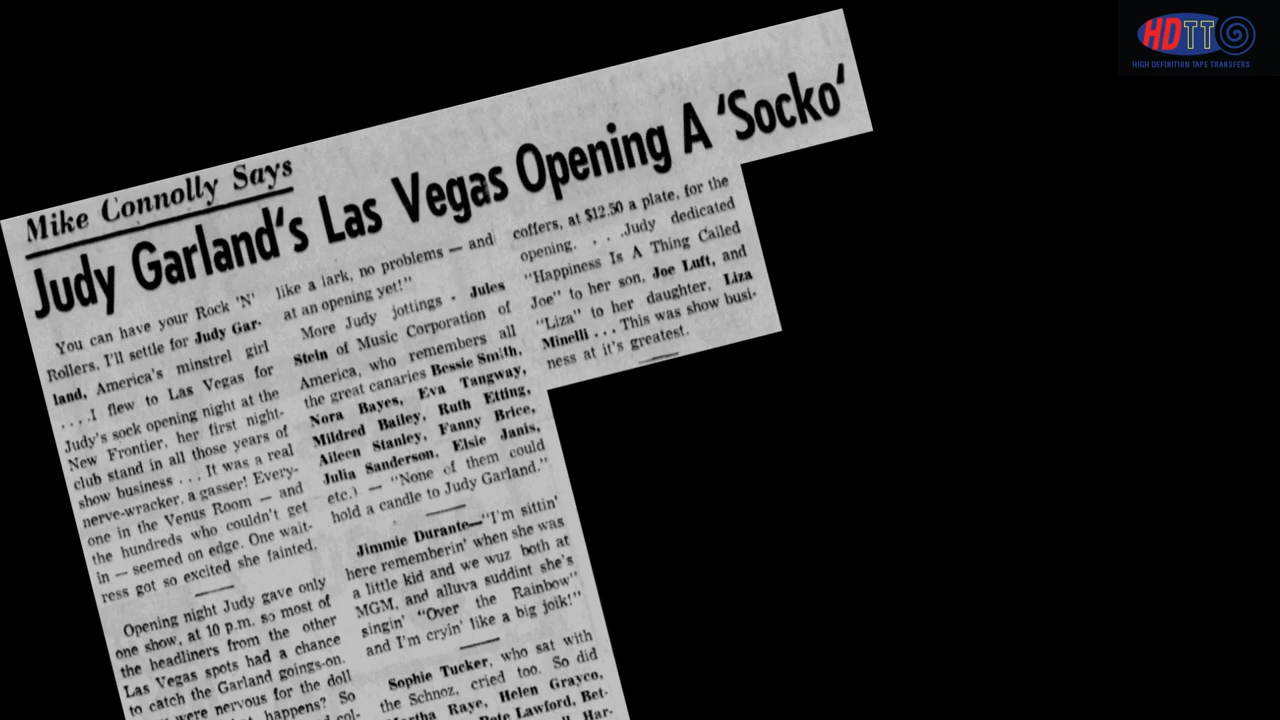 HDTT
HIGH DEFINITION TAPE TRANSFERS
Mike Connolly Says
Judy Garland's Las Vegas Opening A 'Socko'
You can have your Rock 'N'
Rollers, I'll settle for Judy Gar-
land, America's minstrel girl
. . . .I flew to Las Vegas for
Judy's sock opening night at the
New Frontier, her first night-
club stand in all those years of
show business . . . It was a real
nerve-wracker, a gasser! Every-
one in the Venus Room — and
the hundreds who couldn't get
in — seemed on edge. One wait-
ress got so excited she fainted.
Opening night Judy gave only
one show, at 10 p.m. so most of
the headliners from the other
Las Vegas spots had a chance
to catch the Garland goings-on.
were nervous for the doll
happens? So
col-
like a lark, no problems — and
at an opening yet!"
More Judy jottings - Jules
Stein of Music Corporation of
America, who remembers all
the great canaries Bessie Smith,
Nora Bayes, Eva Tangway,
Mildred Bailey, Ruth Etting,
Aileen Stanley, Fanny Brice,
Julia Sanderson, Elsie Janis,
etc.) — "None of them could
hold a candle to Judy Garland."
Jimmie Durante—"I'm sittin'
here rememberin' when she was
a little kid and we wuz both at
MGM, and alluva suddint she's
singin' "Over the Rainbow"
and I'm cryin' like a big joik!"
Sophie Tucker, who sat with
the Schnoz, cried too. So did
Martha Raye, Helen Grayco,
Pete Lawford, Bet-
Har-
coffers, at $12.50 a plate, for the
opening. . . .Judy dedicated
"Happiness Is A Thing Called
Joe" to her son, Joe Luft, and
"Liza" to her daughter, Liza
Minelli . . . This was show busi-
ness at it's greatest.